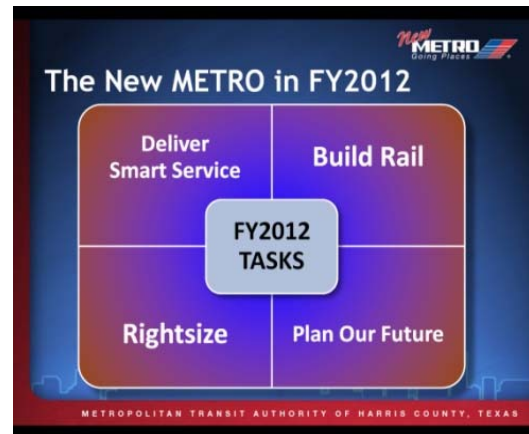 New
METRO
Going Places
The New METRO in FY2012
Deliver
Smart Service
Build Rail
FY2012
TASKS
Rightsize
Plan Our Future
METROPOLITAN TRANSIT AUTHORITY OF HARRIS COUNTY, TEXAS